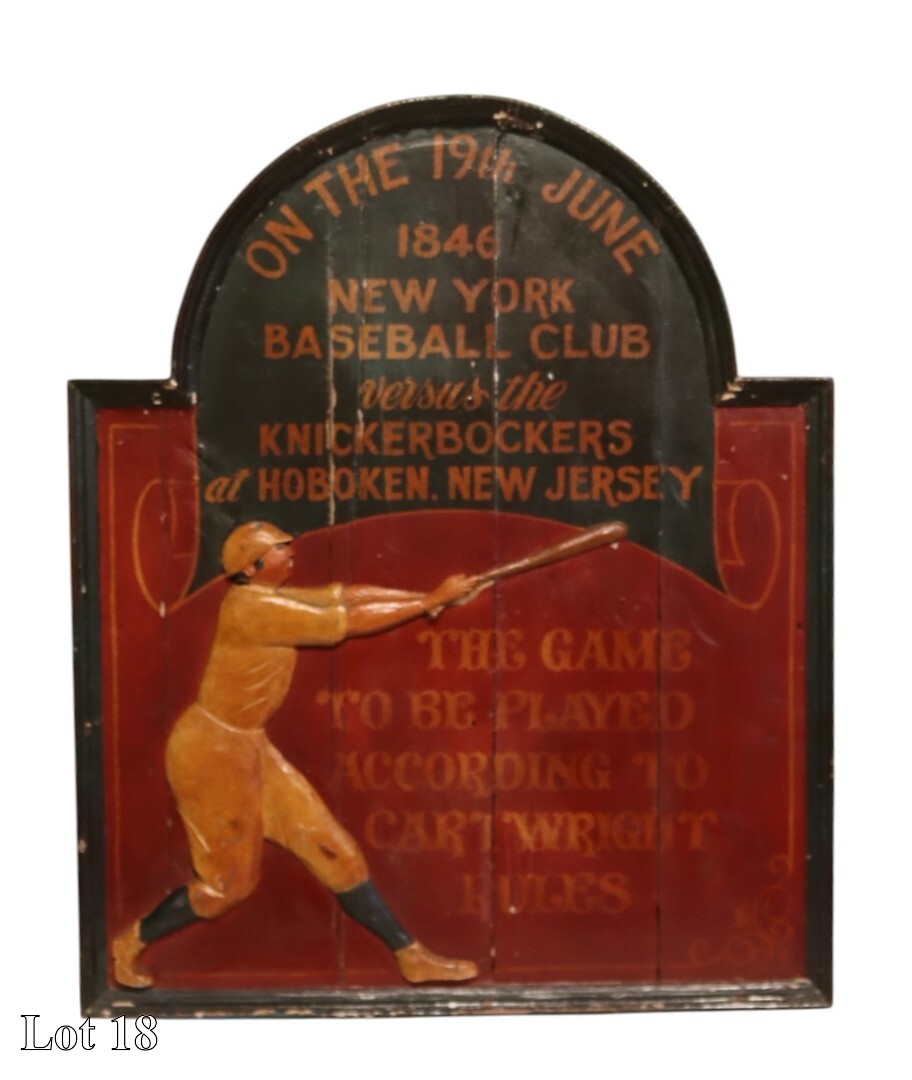 ON THE 19th JUNE
1846
NEW YORK
BASEBALL CLUB
versus the
KNICKERBOCKERS
at HOBOKEN. NEW JERSEY
THE GAME
TO BE PLAYED
ACCORDING TO
CARTWRIGHT
RULES
Lot 18